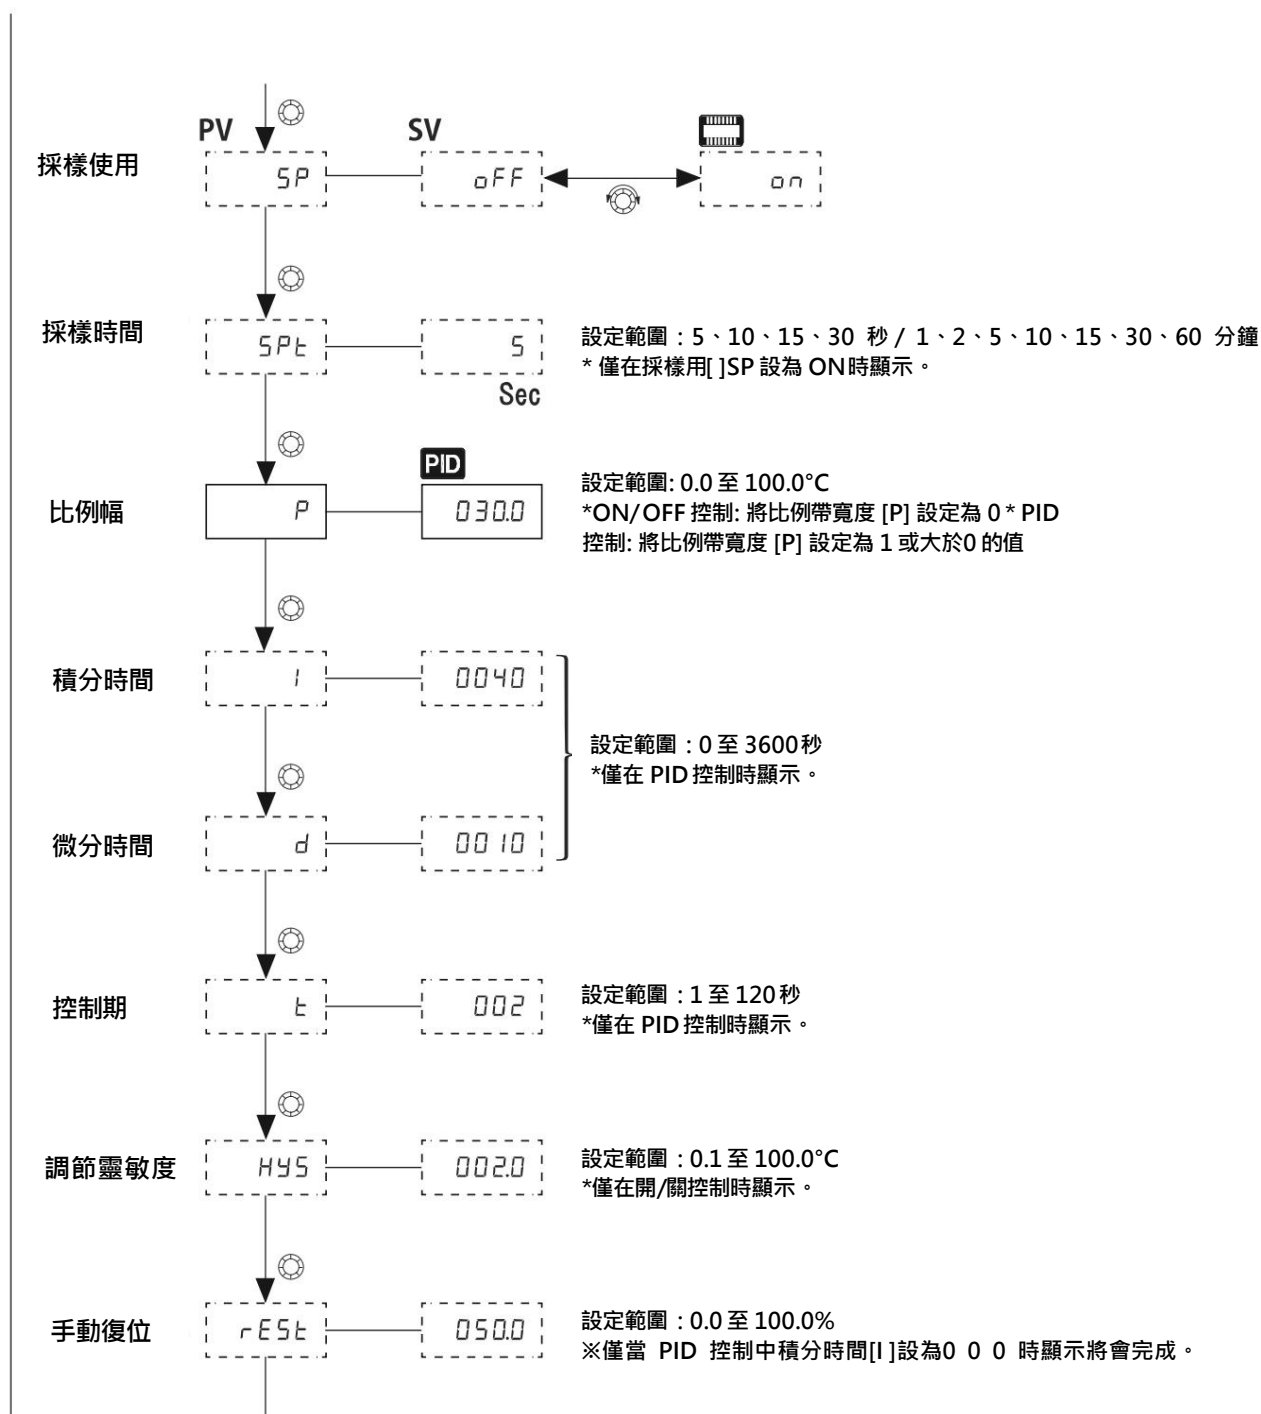 PV SV
採樣使用 SP oFF on
採樣時間 SPt 5 設定範圍：5、10、15、30 秒 / 1、2、5、10、15、30、60 分鐘
* 僅在採樣用[ ]SP 設為 ON時顯示。
Sec
PID
比例幅 P 030.0 設定範圍: 0.0 至 100.0°C
*ON/OFF 控制: 將比例帶寬度 [P] 設定為 0 * PID
控制: 將比例帶寬度 [P] 設定為 1 或大於0 的值
積分時間 I 0040
設定範圍：0 至 3600秒
*僅在 PID 控制時顯示。
微分時間 d 0010
控制期 t 002 設定範圍：1 至 120 秒
*僅在 PID 控制時顯示。
調節靈敏度 HYS 002.0 設定範圍：0.1 至 100.0°C
*僅在開/關控制時顯示。
手動復位 rESt 050.0 設定範圍：0.0 至 100.0%
※僅當 PID 控制中積分時間[I ]設為0 0 0 時顯示將會完成。